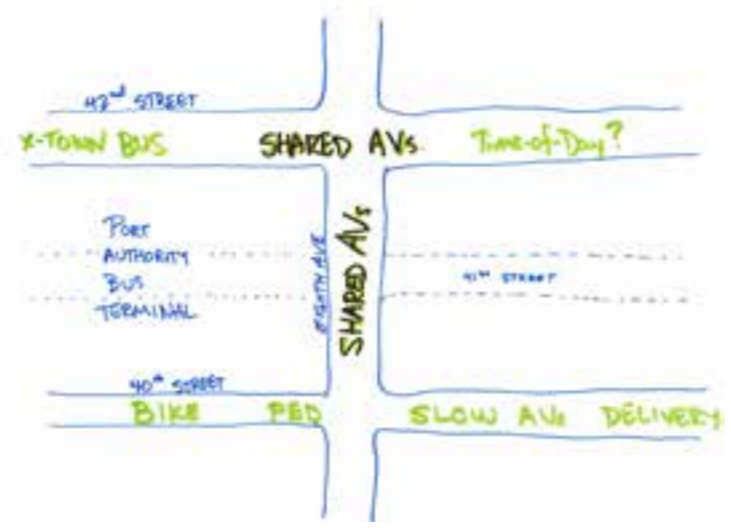 42nd STREET
X-TOWN BUS SHARED AVs Time-of-Day?
PORT
AUTHORITY
BUS
TERMINAL
EIGHTH AVE
SHARED AVs
41st STREET
40th STREET
BIKE PED SLOW AVs DELIVERY